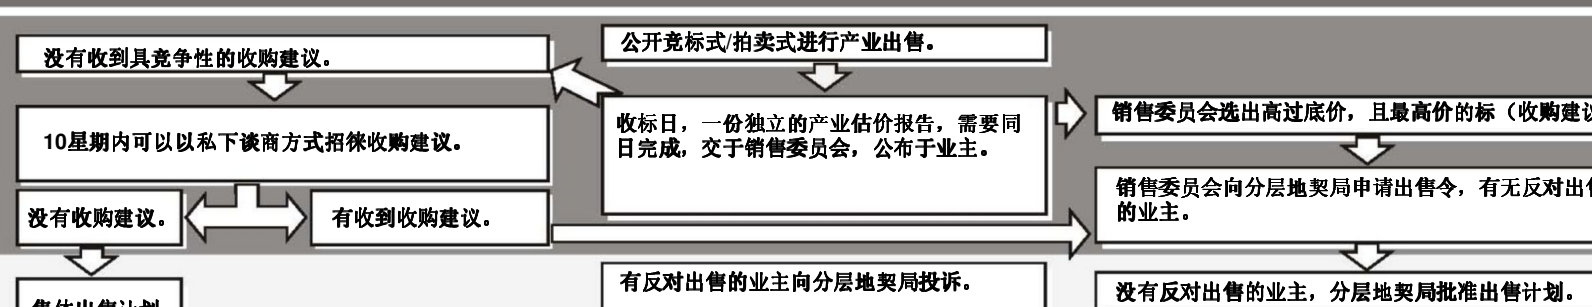 公开竞标式/拍卖式进行产业出售。
没有收到具竞争性的收购建议。
收标日，一份独立的产业估价报告，需要同
日完成，交于销售委员会，公布于业主。
销售委员会选出高过底价，且最高价的标（收购建议
10星期内可以以私下谈商方式招徕收购建议。
销售委员会向分层地契局申请出售令，有无反对出售
的业主。
没有收购建议。
有收到收购建议。
有反对出售的业主向分层地契局投诉。
没有反对出售的业主，分层地契局批准出售计划。